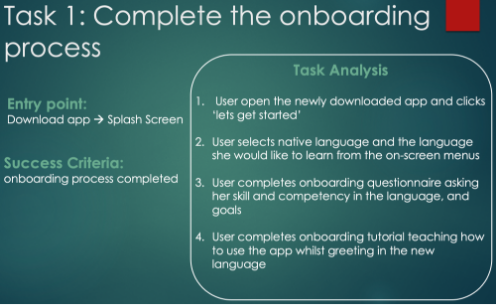 Task 1: Complete the onboarding
process
Entry point:
Download app → Splash Screen
Success Criteria:
onboarding process completed
Task Analysis
1. User open the newly downloaded app and clicks
‘lets get started’
2. User selects native language and the language
she would like to learn from the on-screen menus
3. User completes onboarding questionnaire asking
her skill and competency in the language, and
goals
4. User completes onboarding tutorial teaching how
to use the app whilst greeting in the new
language